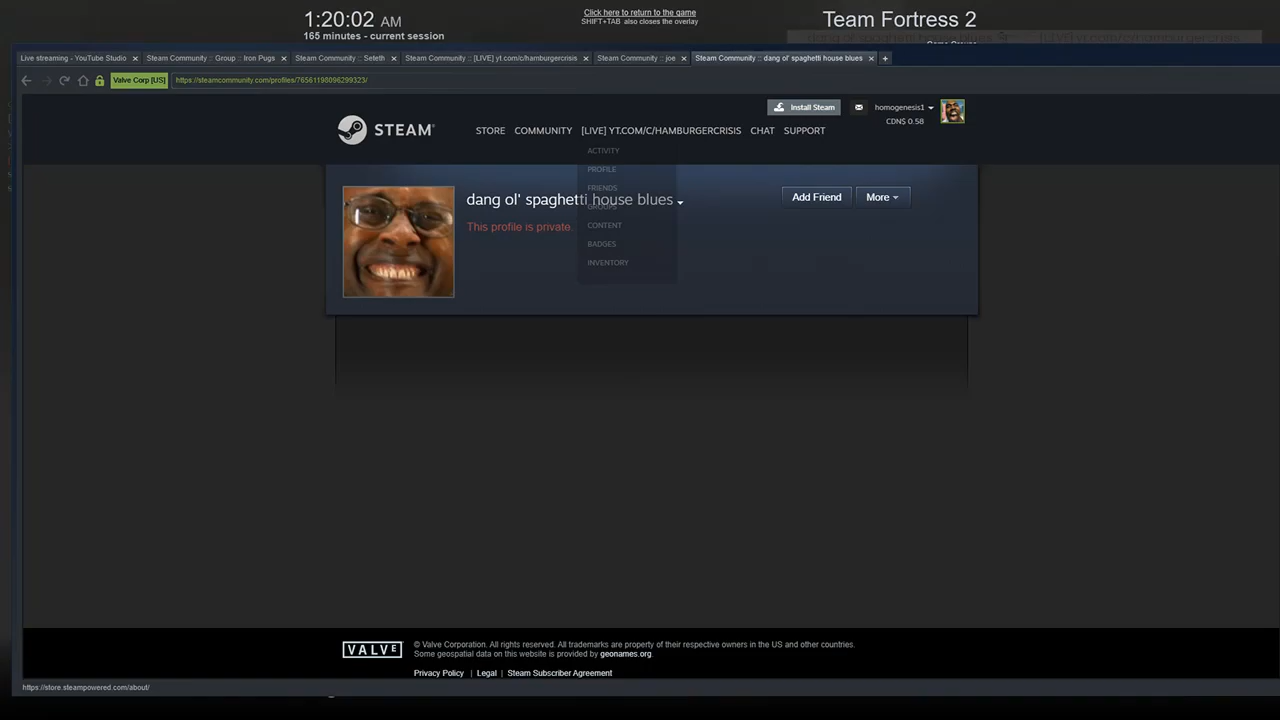 1:20:02 AM
165 minutes - current session
Click here to return to the game
SHIFT+TAB also closes the overlay
Team Fortress 2
Live streaming - YouTube Studio
Steam Community :: Group :: Iron Pugs
Steam Community :: Seteth
Steam Community :: [LIVE] yt.com/c/hamburgercrisis
Steam Community :: joe
Steam Community :: dang ol' spaghetti house blues
Valve Corp [US]
https://steamcommunity.com/profiles/76561198096299323/
Install Steam
homogenesis1
CDN$ 0.58
STEAM®
STORE COMMUNITY [LIVE] YT.COM/C/HAMBURGERCRISIS CHAT SUPPORT
ACTIVITY
PROFILE
FRIENDS
GROUPS
CONTENT
BADGES
INVENTORY
dang ol' spaghetti house blues
This profile is private.
Add Friend
More
VALVE
© Valve Corporation. All rights reserved. All trademarks are property of their respective owners in the US and other countries.
Some geospatial data on this website is provided by geonames.org.
Privacy Policy | Legal | Steam Subscriber Agreement
https://store.steampowered.com/about/